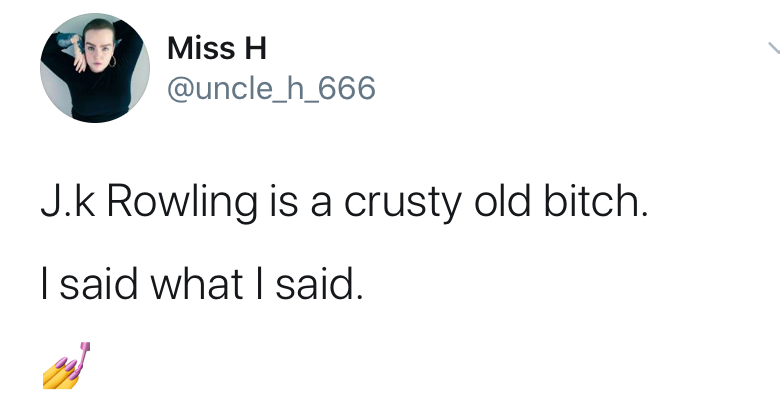 Miss H
@uncle_h_666
J.k Rowling is a crusty old bitch.
I said what I said.
💅